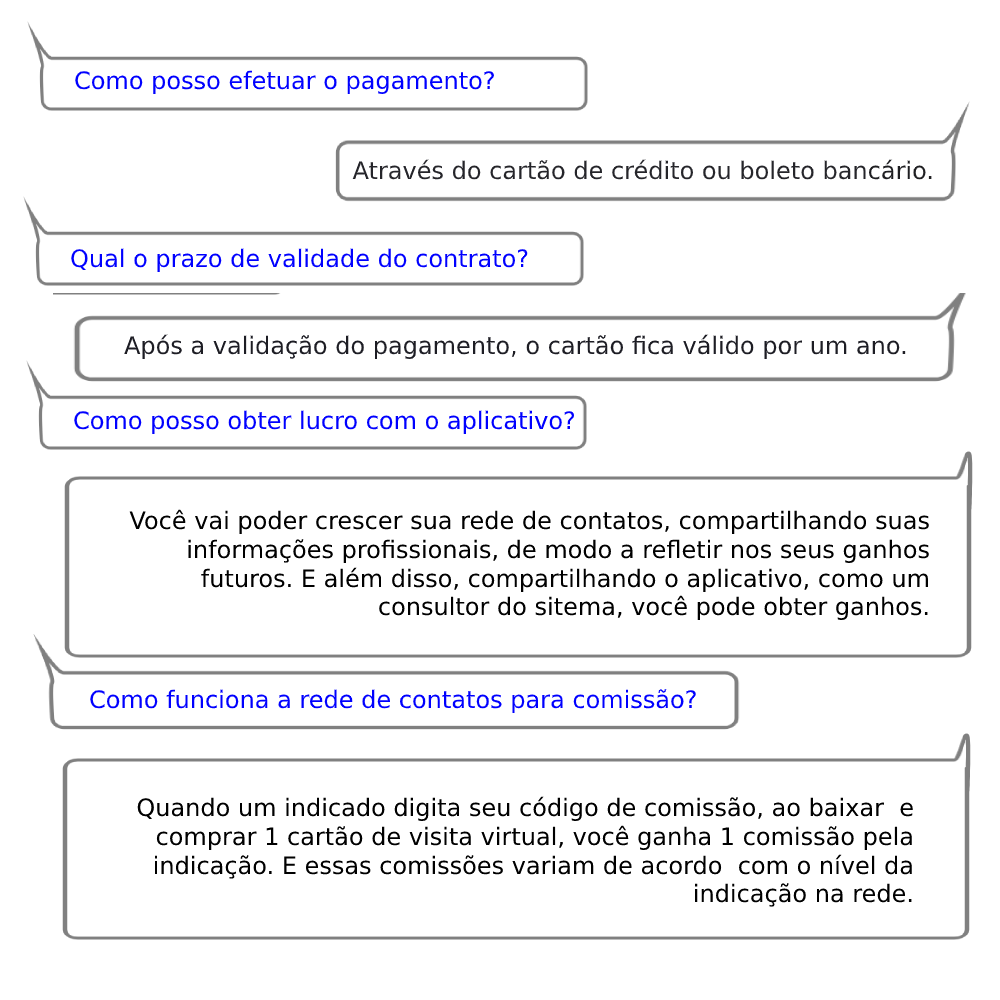 Como posso efetuar o pagamento?
Através do cartão de crédito ou boleto bancário.
Qual o prazo de validade do contrato?
Após a validação do pagamento, o cartão fica válido por um ano.
Como posso obter lucro com o aplicativo?
Você vai poder crescer sua rede de contatos, compartilhando suas
informações profissionais, de modo a refletir nos seus ganhos
futuros. E além disso, compartilhando o aplicativo, como um
consultor do sitema, você pode obter ganhos.
Como funciona a rede de contatos para comissão?
Quando um indicado digita seu código de comissão, ao baixar  e
comprar 1 cartão de visita virtual, você ganha 1 comissão pela
indicação. E essas comissões variam de acordo  com o nível da
indicação na rede.